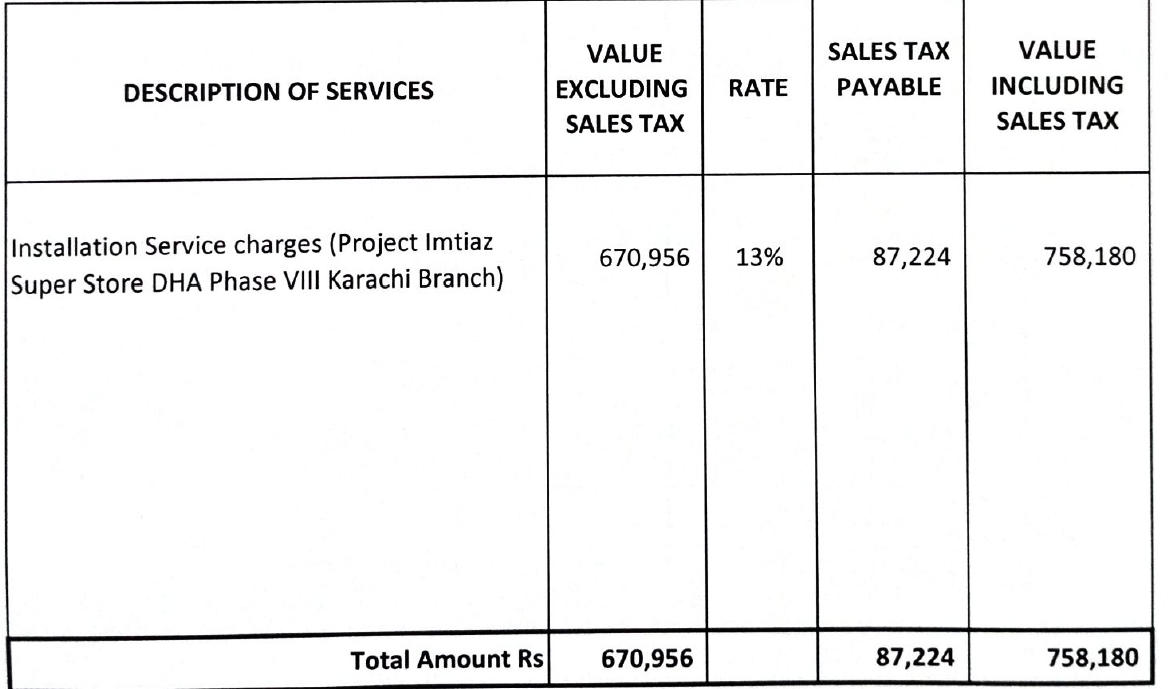 DESCRIPTION OF SERVICES
VALUE
EXCLUDING
SALES TAX
RATE
SALES TAX
PAYABLE
VALUE
INCLUDING
SALES TAX
Installation Service charges (Project Imtiaz
Super Store DHA Phase VIII Karachi Branch)
670,956
13%
87,224
758,180
Total Amount Rs
670,956
87,224
758,180